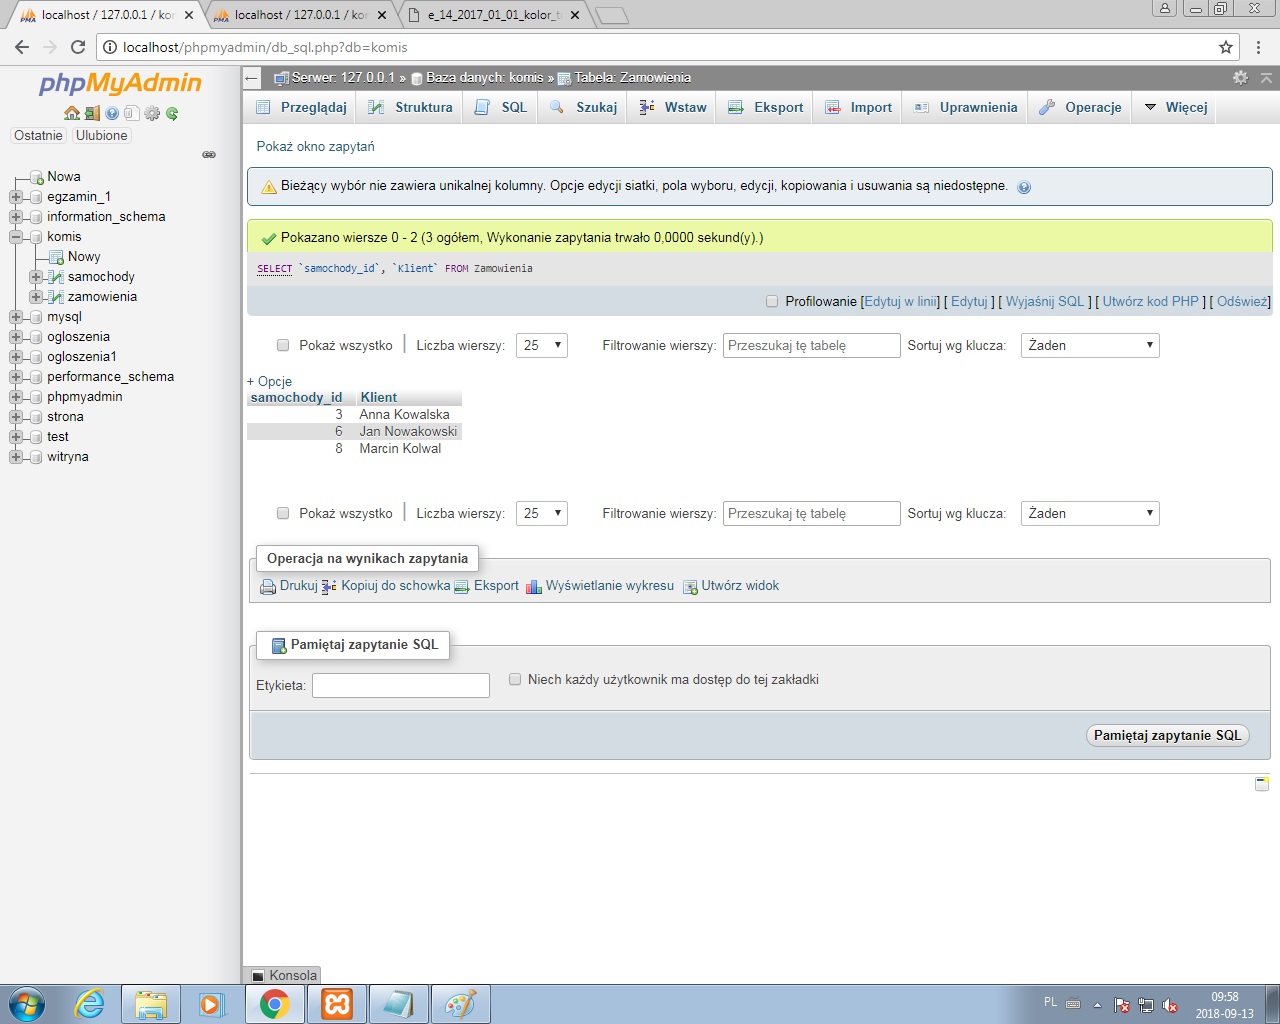 localhost / 127.0.0.1 / ko
localhost / 127.0.0.1 / ko
e_14_2017_01_01_kolor_t
localhost/phpmyadmin/db_sql.php?db=komis
phpMyAdmin
Ostatnie Ulubione
Nowa
egzamin_1
information_schema
komis
Nowy
samochody
zamowienia
mysql
ogloszenia
ogloszenia1
performance_schema
phpmyadmin
strona
test
witryna
Serwer: 127.0.0.1 » Baza danych: komis » Tabela: Zamowienia
Przeglądaj Struktura SQL Szukaj Wstaw Eksport Import Uprawnienia Operacje Więcej
Pokaż okno zapytań
Bieżący wybór nie zawiera unikalnej kolumny. Opcje edycji siatki, pola wyboru, edycji, kopiowania i usuwania są niedostępne.
Pokazano wiersze 0 - 2 (3 ogółem, Wykonanie zapytania trwało 0,0000 sekund(y).)
SELECT `samochody_id`, `Klient` FROM Zamowienia
Profilowanie [Edytuj w linii] [ Edytuj ] [ Wyjaśnij SQL ] [ Utwórz kod PHP ] [ Odśwież]
Pokaż wszystko Liczba wierszy: 25 Filtrowanie wierszy: Przeszukaj tę tabelę Sortuj wg klucza: Żaden
+ Opcje
samochody_id Klient
3 Anna Kowalska
6 Jan Nowakowski
8 Marcin Kolwal
Pokaż wszystko Liczba wierszy: 25 Filtrowanie wierszy: Przeszukaj tę tabelę Sortuj wg klucza: Żaden
Operacja na wynikach zapytania
Drukuj Kopiuj do schowka Eksport Wyświetlanie wykresu Utwórz widok
Pamiętaj zapytanie SQL
Etykieta: Niech każdy użytkownik ma dostęp do tej zakładki
Pamiętaj zapytanie SQL
Konsola
PL
09:58
2018-09-13